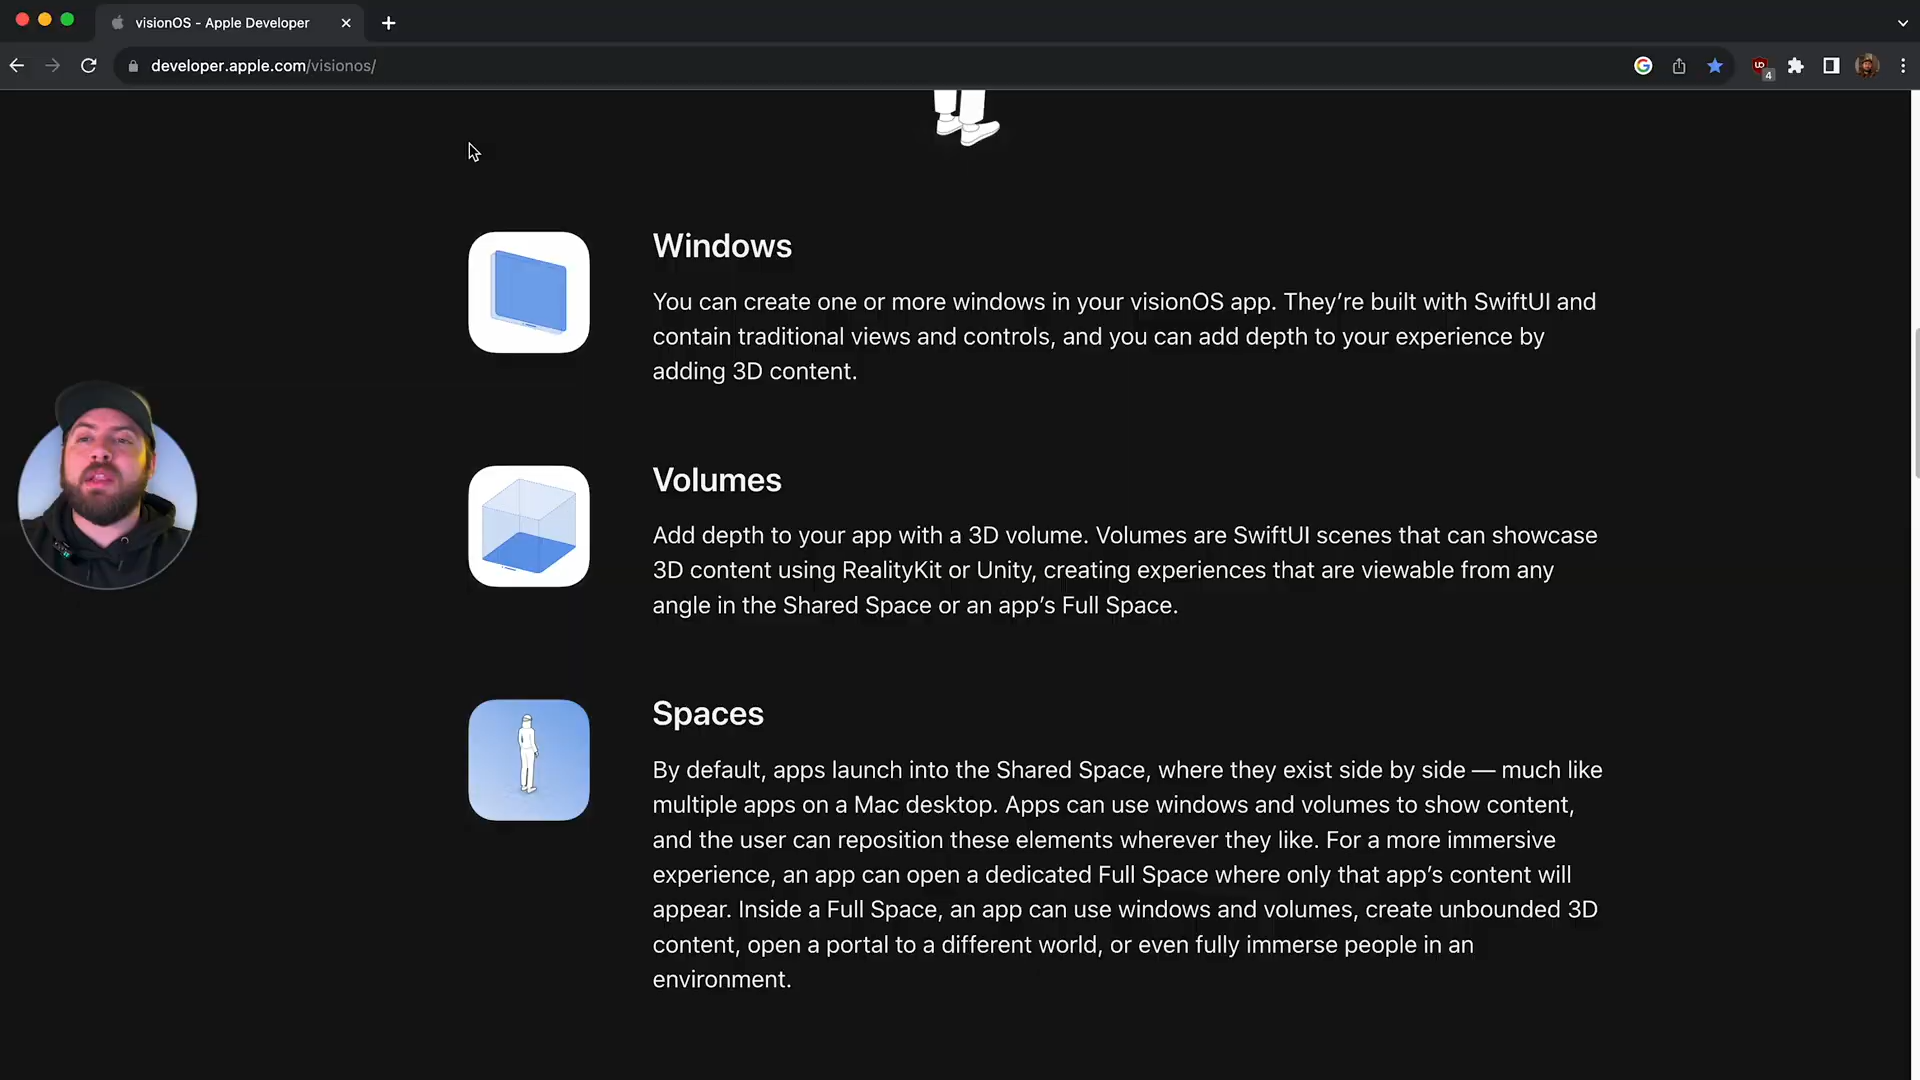 visionOS - Apple Developer
developer.apple.com/visionos/
4
Windows
You can create one or more windows in your visionOS app. They’re built with SwiftUI and
contain traditional views and controls, and you can add depth to your experience by
adding 3D content.
Volumes
Add depth to your app with a 3D volume. Volumes are SwiftUI scenes that can showcase
3D content using RealityKit or Unity, creating experiences that are viewable from any
angle in the Shared Space or an app’s Full Space.
Spaces
By default, apps launch into the Shared Space, where they exist side by side — much like
multiple apps on a Mac desktop. Apps can use windows and volumes to show content,
and the user can reposition these elements wherever they like. For a more immersive
experience, an app can open a dedicated Full Space where only that app’s content will
appear. Inside a Full Space, an app can use windows and volumes, create unbounded 3D
content, open a portal to a different world, or even fully immerse people in an
environment.